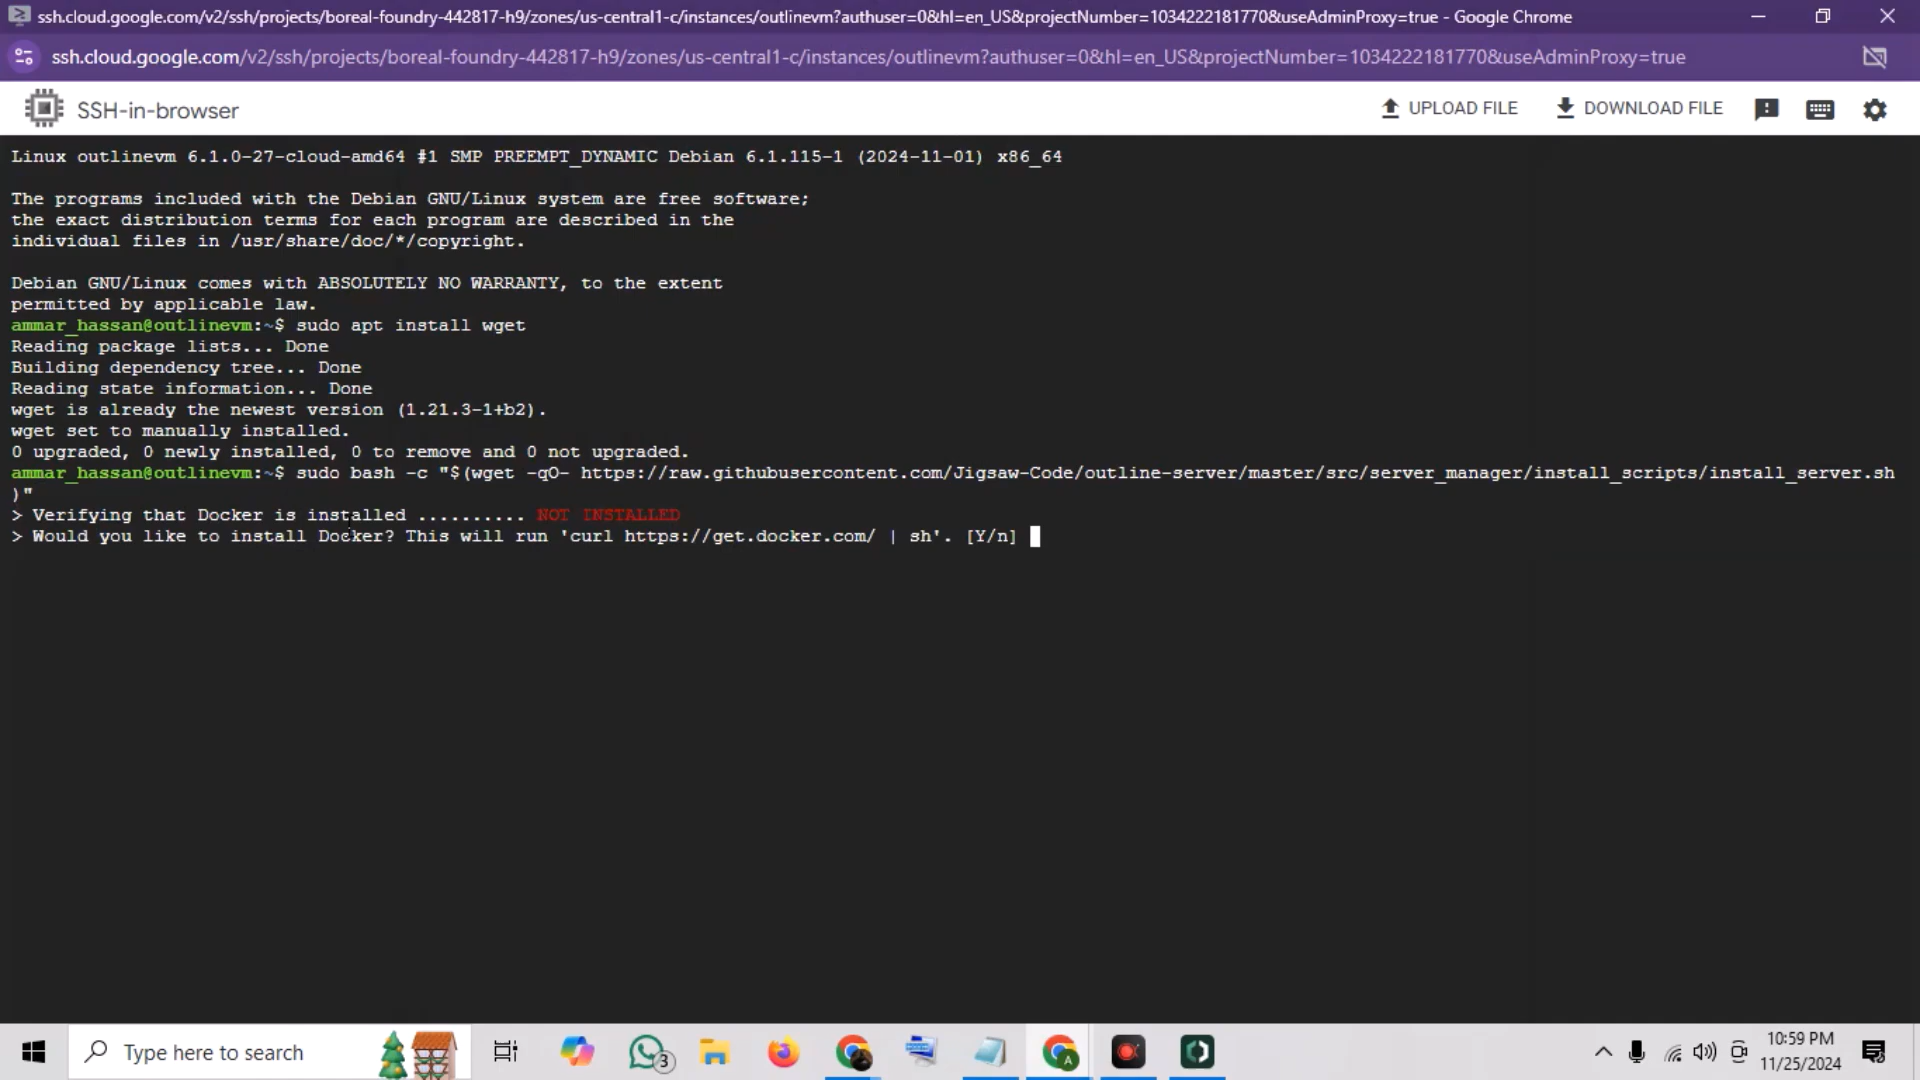 ssh.cloud.google.com/v2/ssh/projects/boreal-foundry-442817-h9/zones/us-central1-c/instances/outlinevm?authuser=0&hl=en_US&projectNumber=1034222181770&useAdminProxy=true - Google Chrome
ssh.cloud.google.com/v2/ssh/projects/boreal-foundry-442817-h9/zones/us-central1-c/instances/outlinevm?authuser=0&hl=en_US&projectNumber=1034222181770&useAdminProxy=true
SSH-in-browser UPLOAD FILE DOWNLOAD FILE
Linux outlinevm 6.1.0-27-cloud-amd64 #1 SMP PREEMPT_DYNAMIC Debian 6.1.115-1 (2024-11-01) x86_64
The programs included with the Debian GNU/Linux system are free software;
the exact distribution terms for each program are described in the
individual files in /usr/share/doc/*/copyright.
Debian GNU/Linux comes with ABSOLUTELY NO WARRANTY, to the extent
permitted by applicable law.
ammar_hassan@outlinevm:~$ sudo apt install wget
Reading package lists... Done
Building dependency tree... Done
Reading state information... Done
wget is already the newest version (1.21.3-1+b2).
wget set to manually installed.
0 upgraded, 0 newly installed, 0 to remove and 0 not upgraded.
ammar_hassan@outlinevm:~$ sudo bash -c "$(wget -qO- https://raw.githubusercontent.com/Jigsaw-Code/outline-server/master/src/server_manager/install_scripts/install_server.sh
)"
> Verifying that Docker is installed .......... NOT INSTALLED
> Would you like to install Docker? This will run 'curl https://get.docker.com/ | sh'. [Y/n]
Type here to search
3
A
10:59 PM
11/25/2024